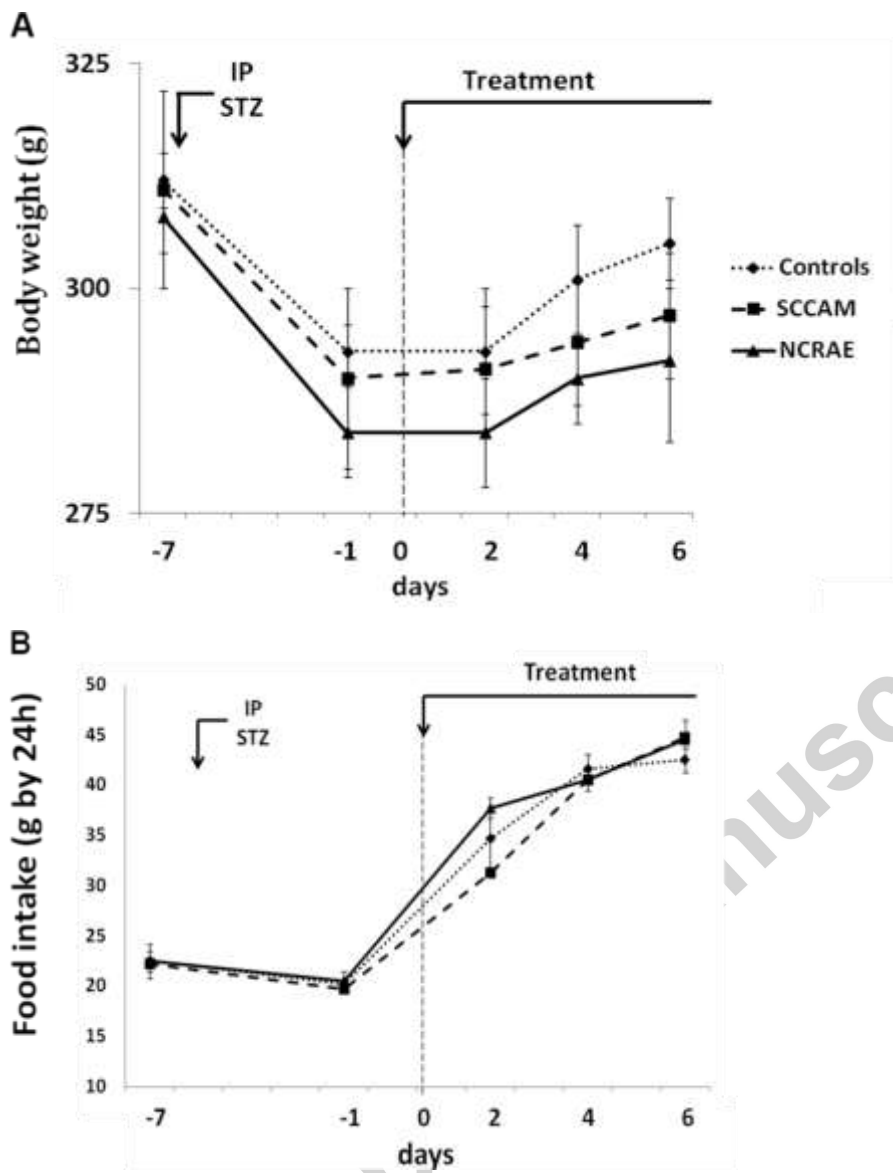 A
325
IP
STZ
Treatment
Body weight (g)
300
Controls
SCCAM
NCRAE
275
-7 -1 0 2 4 6
days
B
Treatment
50
45
IP
STZ
40
35
30
25
20
15
10
Food intake (g by 24h)
-7 -1 0 2 4 6
days